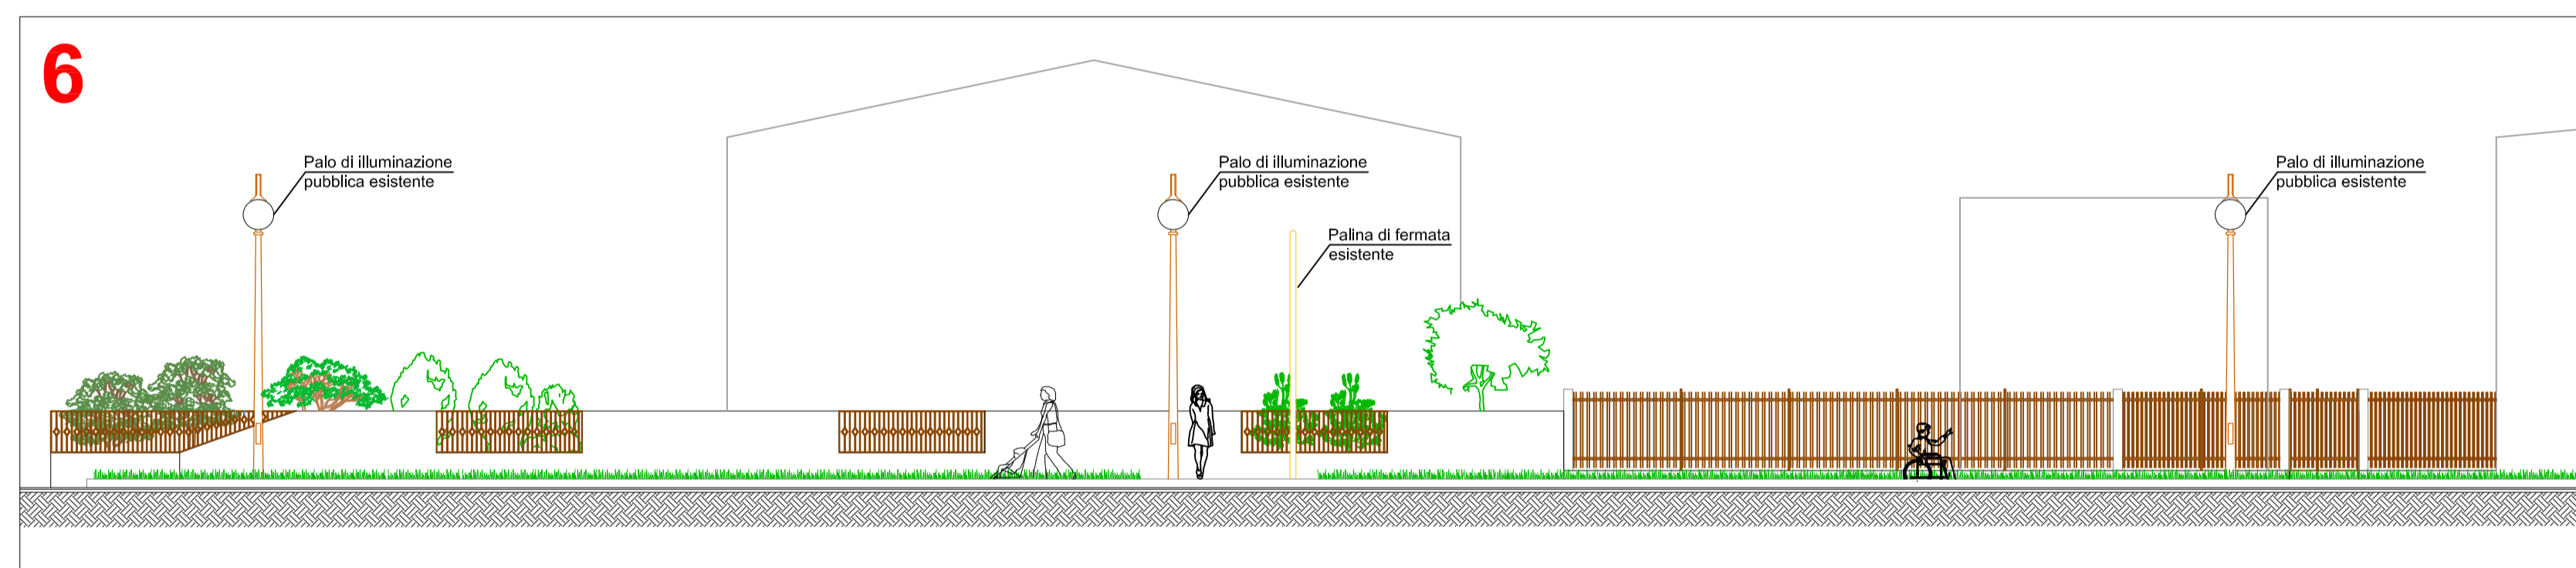 6
Palo di illuminazione
pubblica esistente
Palo di illuminazione
pubblica esistente
Palina di fermata
esistente
Palo di illuminazione
pubblica esistente